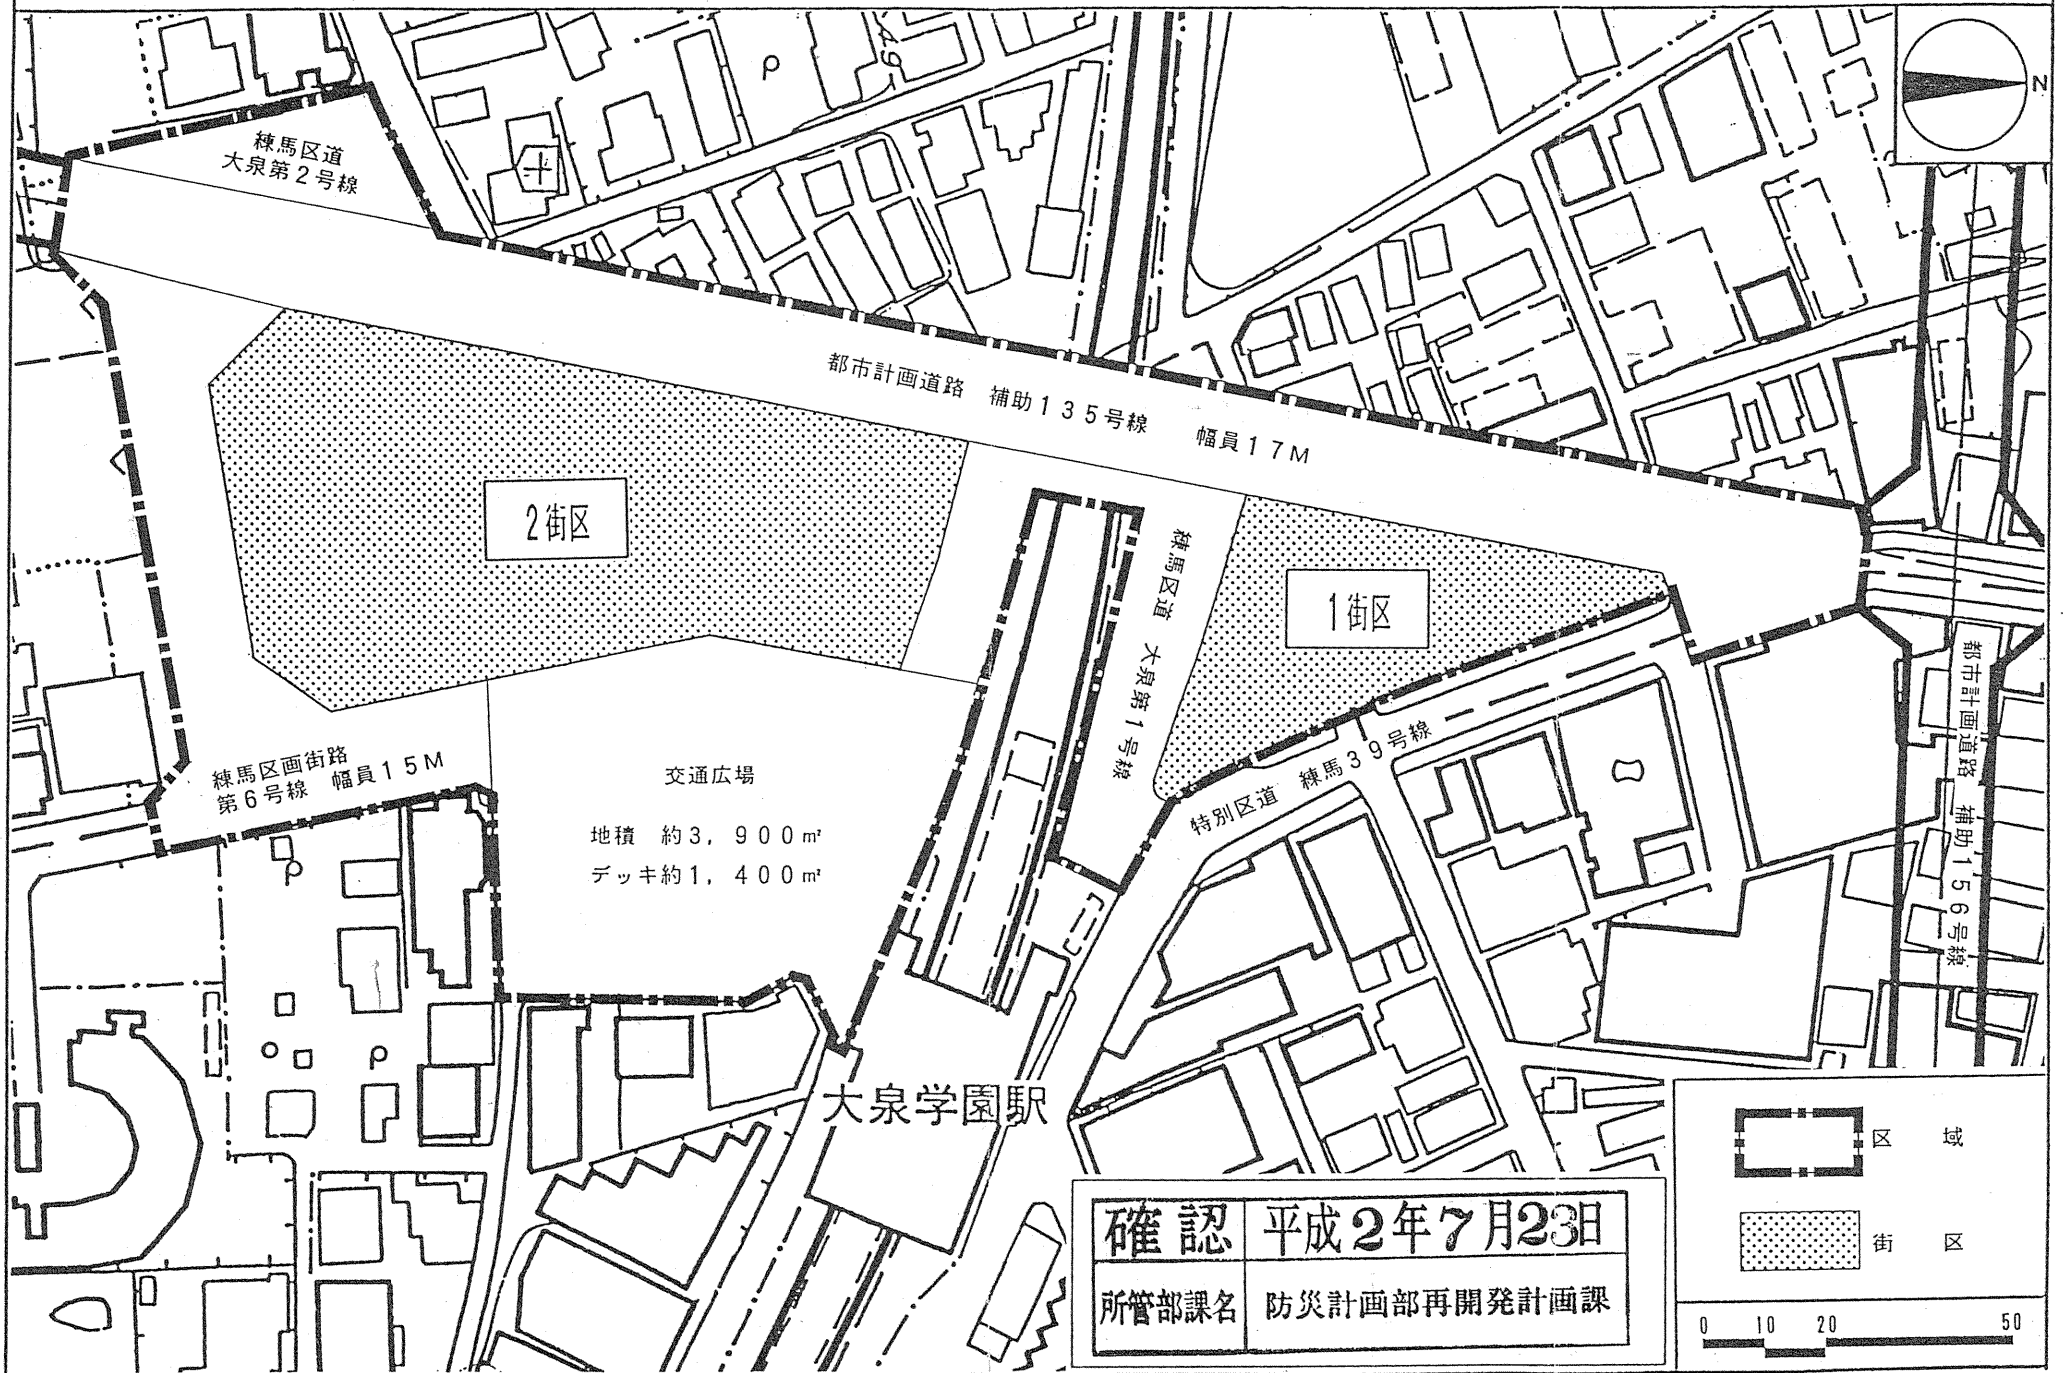 N
練馬区道
大泉第2号線
都市計画道路 補助135号線 幅員17M
2街区
1街区
練馬区道 大泉第1号線
特別区道 練馬39号線
都市計画道路 補助156号線
練馬区画街路
第6号線 幅員15M
交通広場
地積 約3,900㎡
デッキ約1,400㎡
大泉学園駅
区域
街区
確認 平成2年7月23日
所管部課名 防災計画部再開発計画課
0 10 20 50